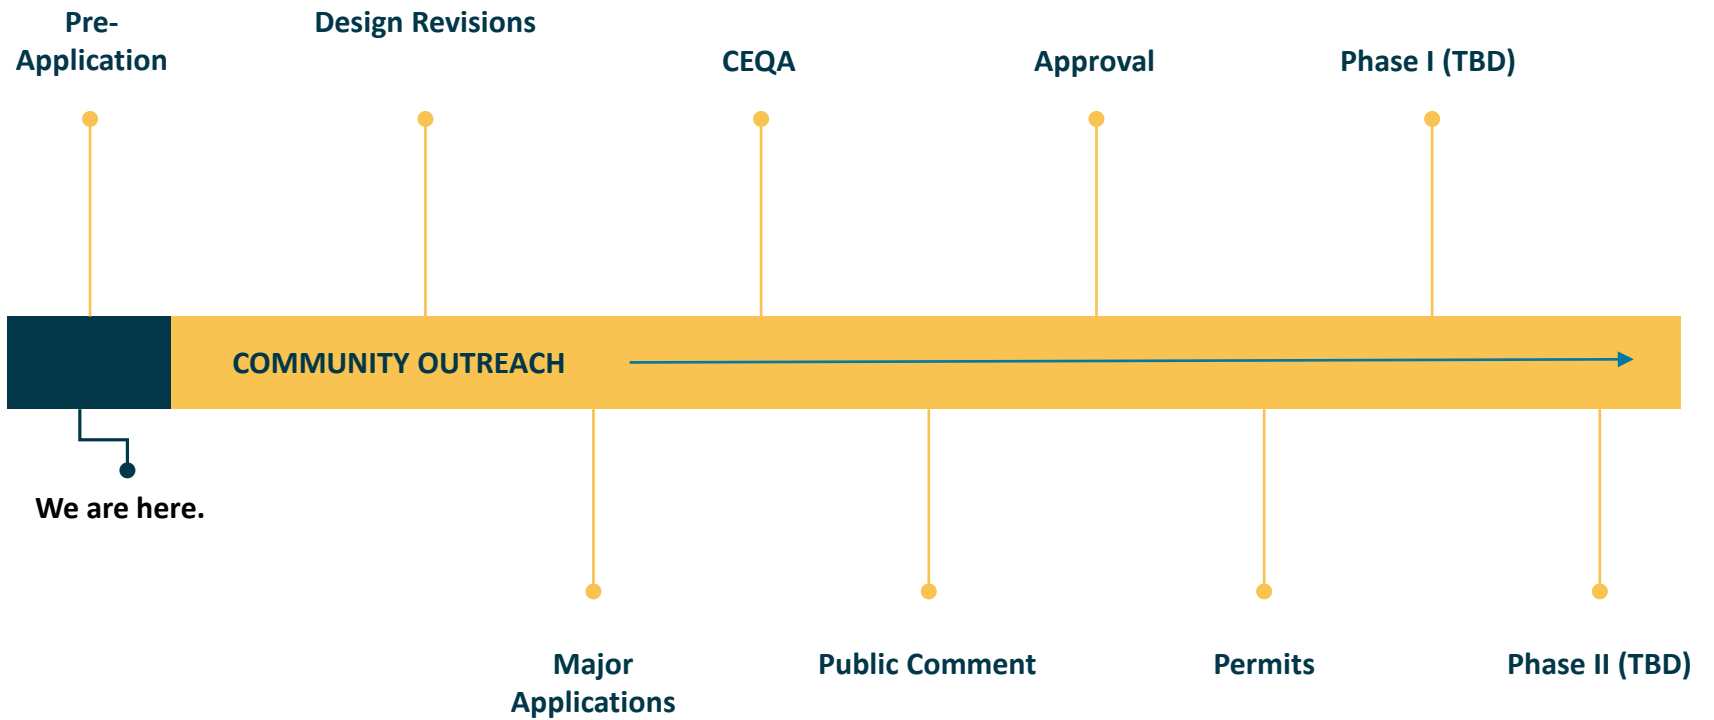 Pre-
Application
Design Revisions
CEQA
Approval
Phase I (TBD)
COMMUNITY OUTREACH
We are here.
Major
Applications
Public Comment
Permits
Phase II (TBD)